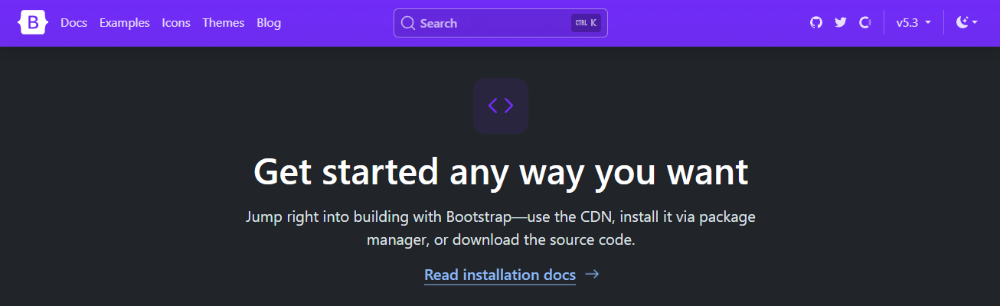 B Docs Examples Icons Themes Blog Search CTRL K v5.3
Get started any way you want
Jump right into building with Bootstrap—use the CDN, install it via package
manager, or download the source code.
Read installation docs